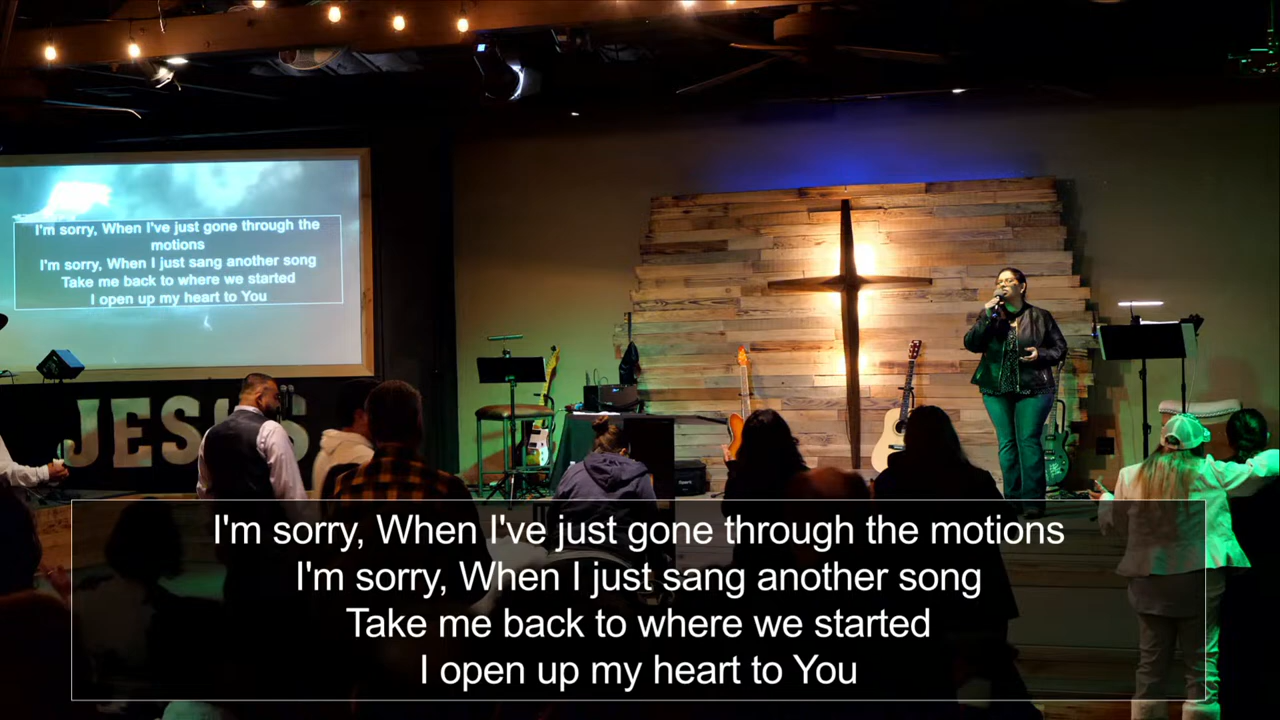 I'm sorry, When I've just gone through the
motions
I'm sorry, When I just sang another song
Take me back to where we started
I open up my heart to You
JESUS
I'm sorry, When I've just gone through the motions
I'm sorry, When I just sang another song
Take me back to where we started
I open up my heart to You